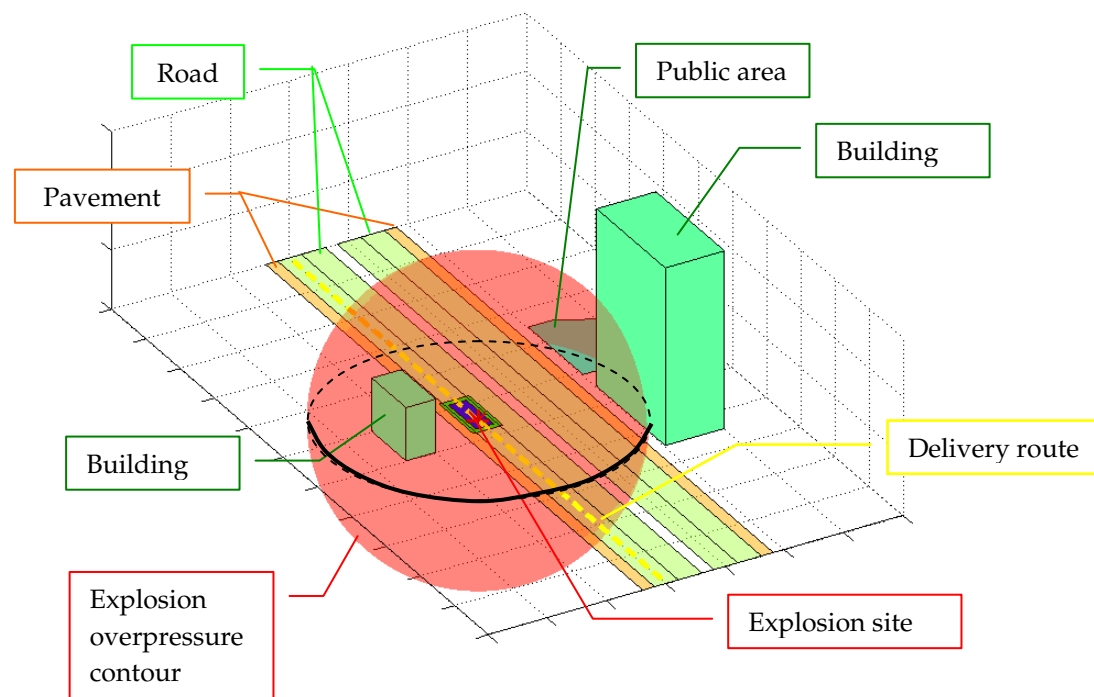 Road
Public area
Building
Pavement
Building
Delivery route
Explosion
overpressure
contour
Explosion site